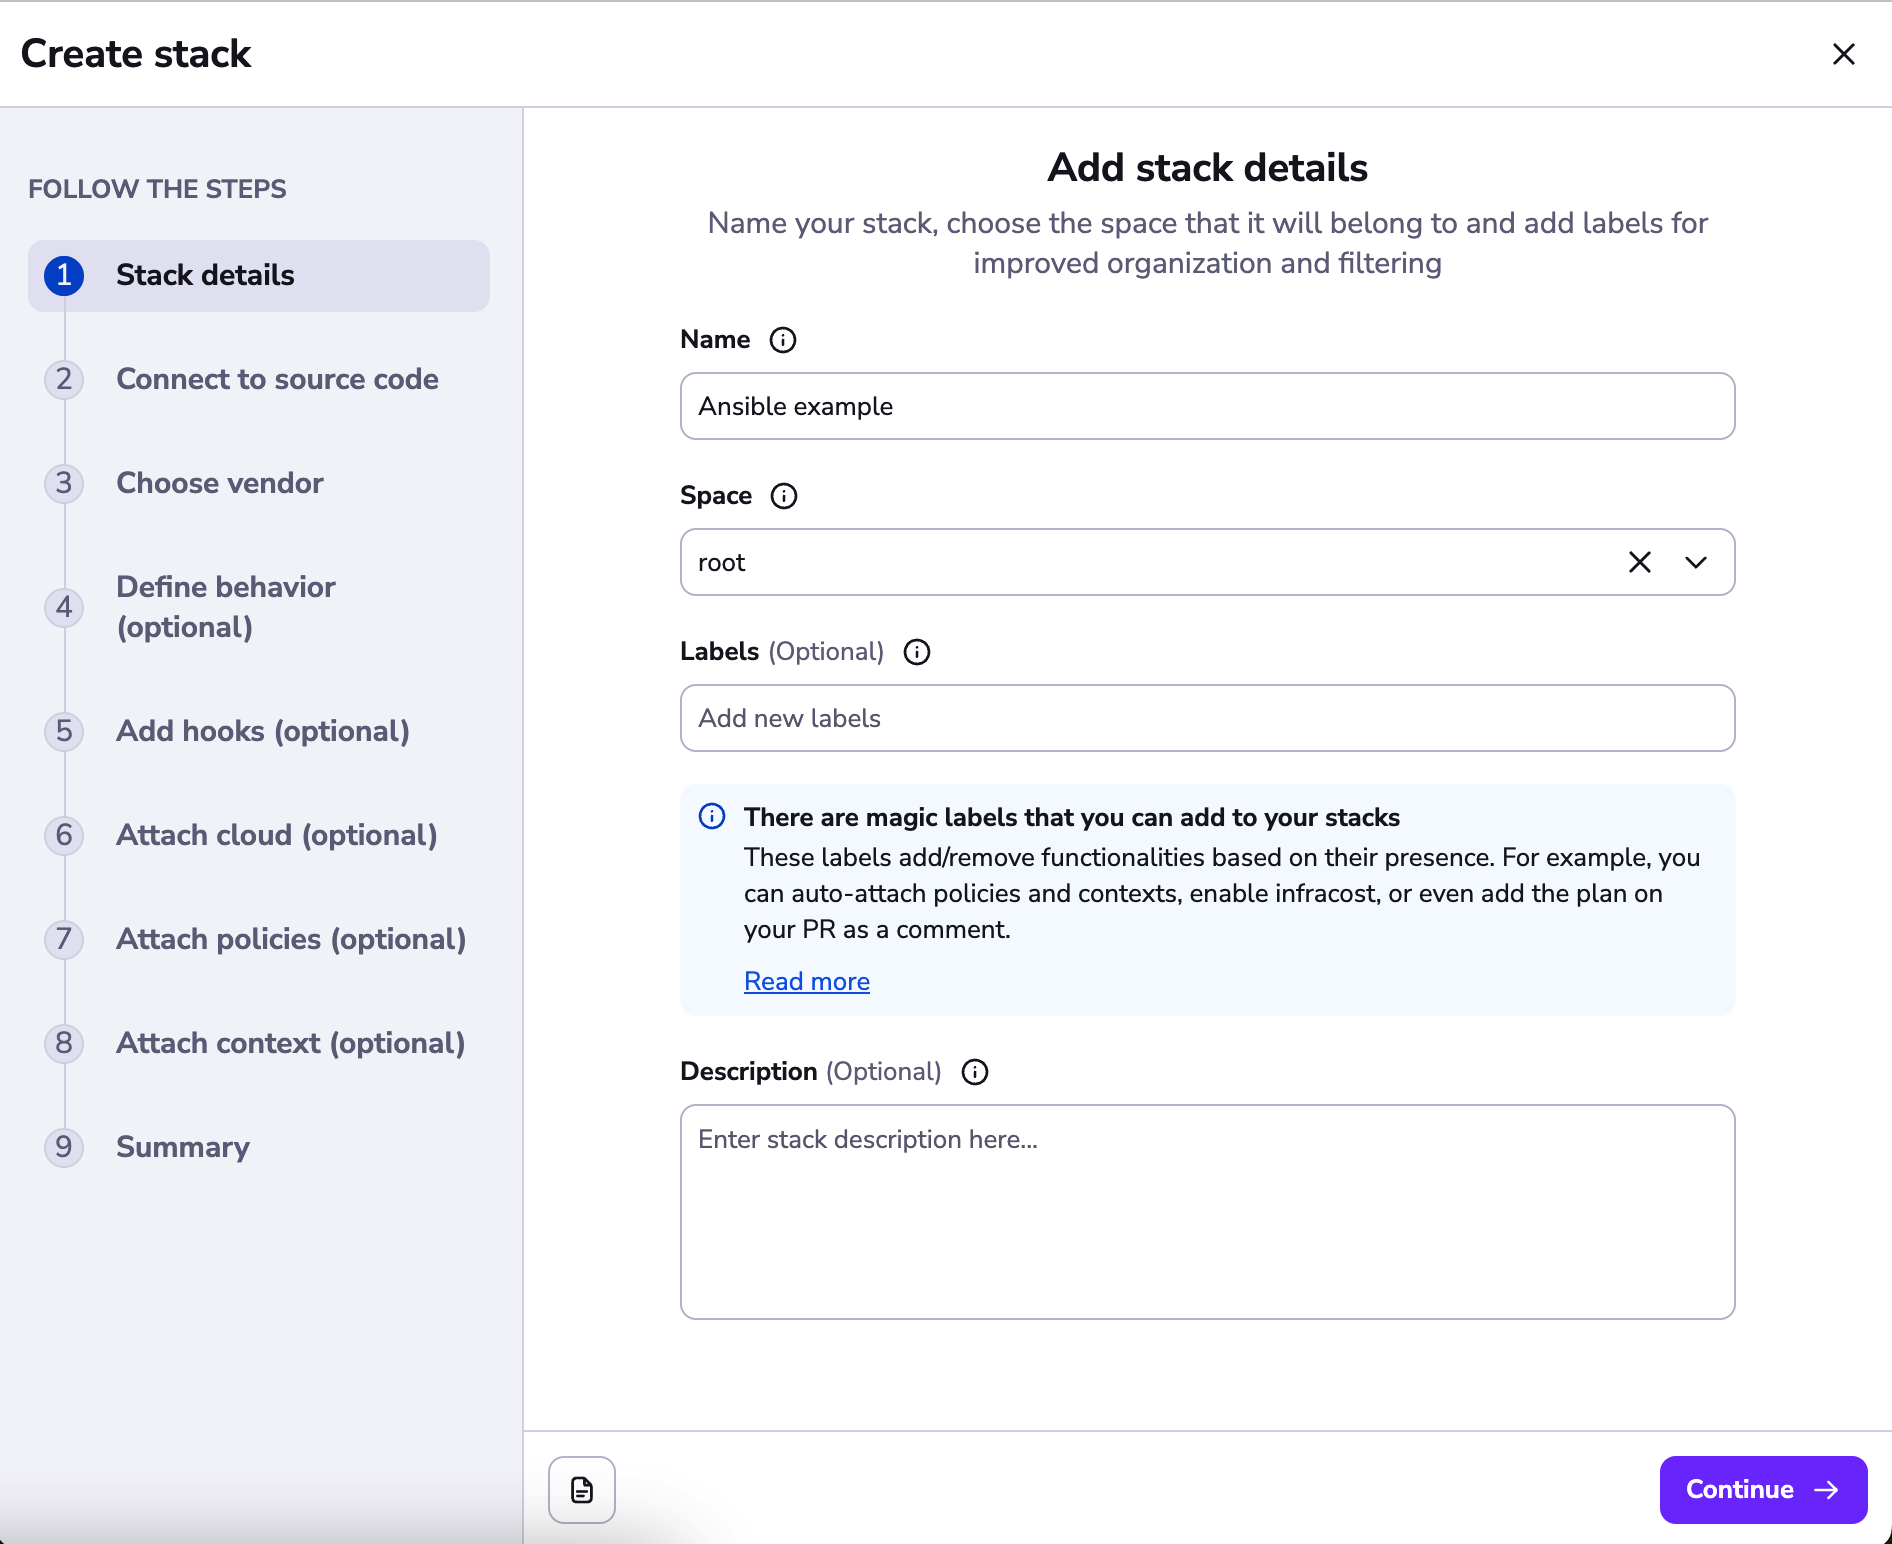 Create stack
FOLLOW THE STEPS
1 Stack details
2 Connect to source code
3 Choose vendor
4 Define behavior
(optional)
5 Add hooks (optional)
6 Attach cloud (optional)
7 Attach policies (optional)
8 Attach context (optional)
9 Summary
Add stack details
Name your stack, choose the space that it will belong to and add labels for
improved organization and filtering
Name
Ansible example
Space
root
Labels (Optional)
Add new labels
There are magic labels that you can add to your stacks
These labels add/remove functionalities based on their presence. For example, you
can auto-attach policies and contexts, enable infracost, or even add the plan on
your PR as a comment.
Read more
Description (Optional)
Enter stack description here...
Continue